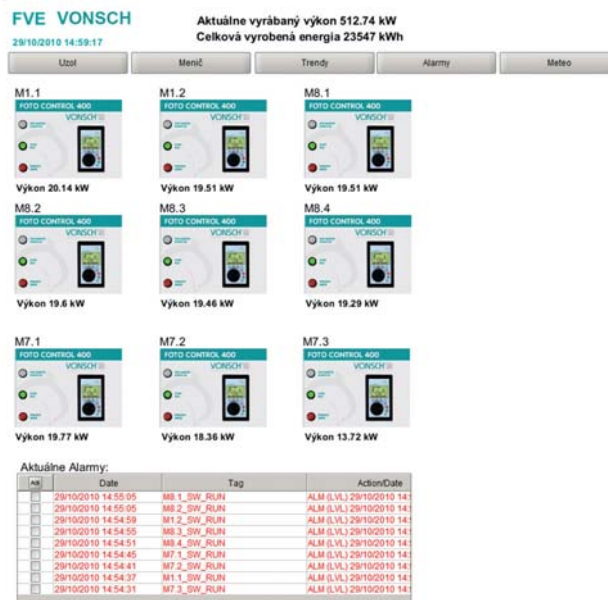 FVE VONSCH
Aktuálne vyrábaný výkon 512.74 kW
Celková vyrobená energia 23547 kWh
29/10/2010 14:59:17
Uzol Menič Trendy Alarmy Meteo
M1.1 M1.2 M8.1
FOTO CONTROL 400 FOTO CONTROL 400 FOTO CONTROL 400
VONSCH VONSCH VONSCH
Výkon 20.14 kW Výkon 19.51 kW Výkon 19.51 kW
M8.2 M8.3 M8.4
FOTO CONTROL 400 FOTO CONTROL 400 FOTO CONTROL 400
VONSCH VONSCH VONSCH
Výkon 19.6 kW Výkon 19.46 kW Výkon 19.29 kW
M7.1 M7.2 M7.3
FOTO CONTROL 400 FOTO CONTROL 400 FOTO CONTROL 400
VONSCH VONSCH VONSCH
Výkon 19.77 kW Výkon 18.36 kW Výkon 13.72 kW
Aktuálne Alarmy:
Date Tag Action/Date
29/10/2010 14:55:05 M8.1_SW_RUN ALM (LVL) 29/10/2010 14:
29/10/2010 14:55:05 M8.2_SW_RUN ALM (LVL) 29/10/2010 14:
29/10/2010 14:54:59 M1.2_SW_RUN ALM (LVL) 29/10/2010 14:
29/10/2010 14:54:55 M8.3_SW_RUN ALM (LVL) 29/10/2010 14:
29/10/2010 14:54:51 M8.4_SW_RUN ALM (LVL) 29/10/2010 14:
29/10/2010 14:54:45 M7.1_SW_RUN ALM (LVL) 29/10/2010 14:
29/10/2010 14:54:41 M7.2_SW_RUN ALM (LVL) 29/10/2010 14:
29/10/2010 14:54:37 M1.1_SW_RUN ALM (LVL) 29/10/2010 14:
29/10/2010 14:54:31 M7.3_SW_RUN ALM (LVL) 29/10/2010 14: